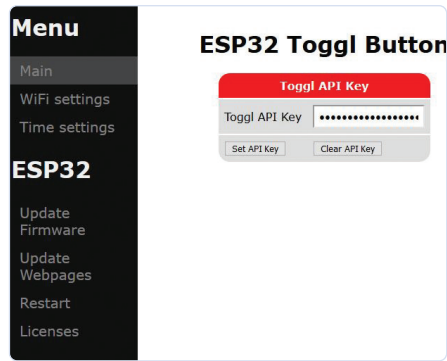 Menu
Main
WiFi settings
Time settings
ESP32
Update
Firmware
Update
Webpages
Restart
Licenses
ESP32 Toggl Button
Toggl API Key
Toggl API Key ••••••••••••••••••
Set API Key Clear API Key